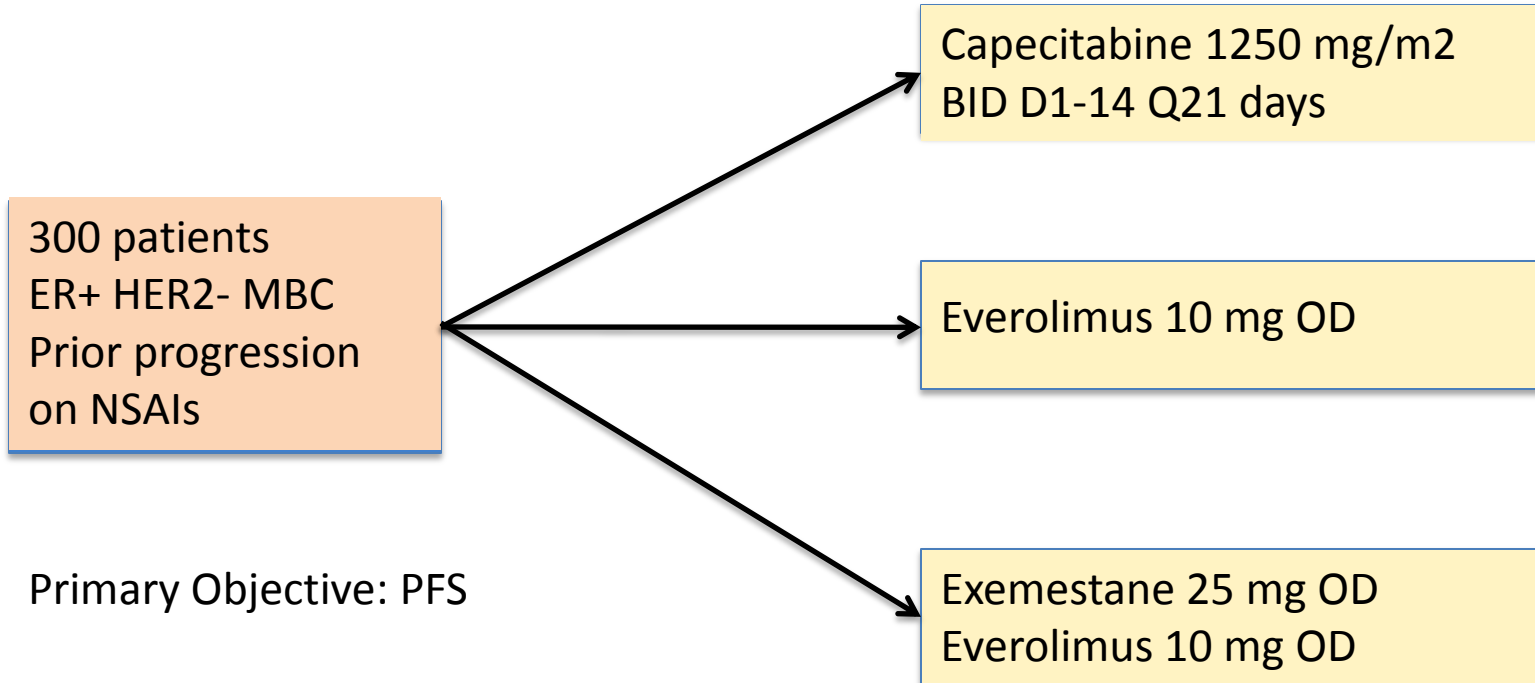 300 patients
ER+ HER2- MBC
Prior progression
on NSAIs
Primary Objective: PFS
Capecitabine 1250 mg/m2
BID D1-14 Q21 days
Everolimus 10 mg OD
Exemestane 25 mg OD
Everolimus 10 mg OD